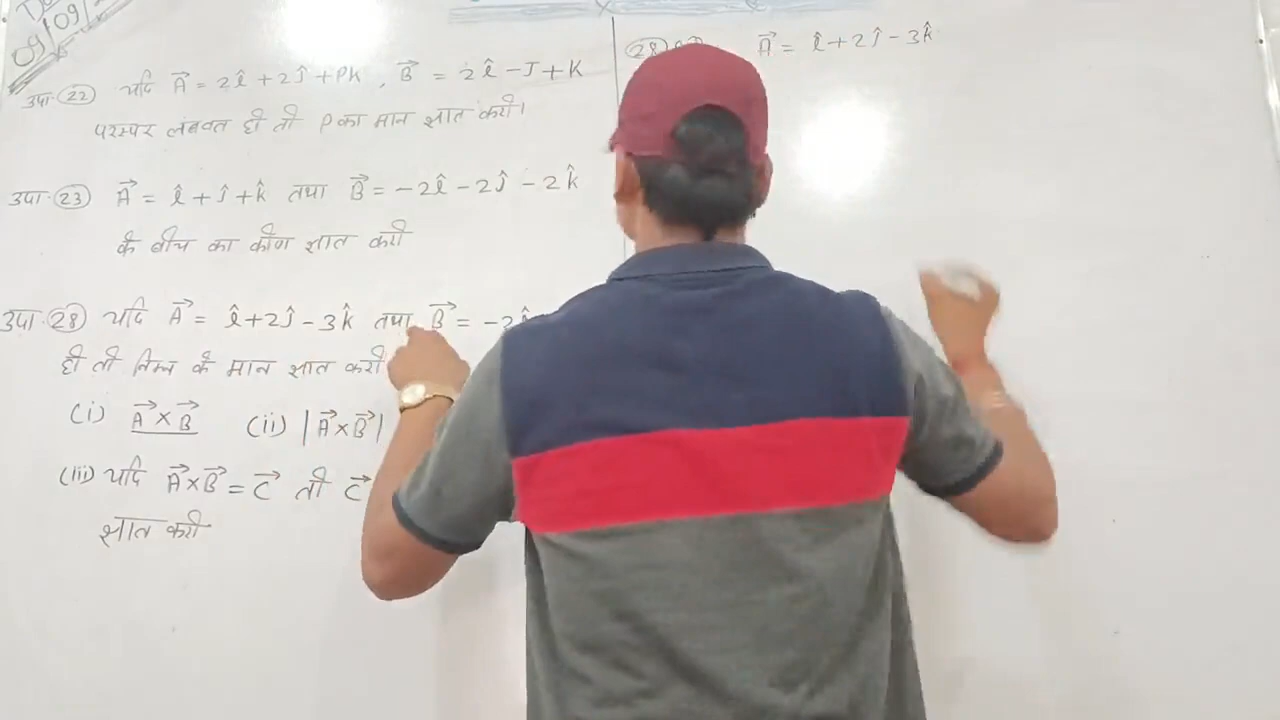 09/09/
उदा. (22) यदि A⃗ = 2î + 2ĵ + PK , B⃗ = 2î - J + K
परस्पर लंबवत हो तो P का मान ज्ञात करो।
उदा. (23) A⃗ = î + ĵ + k̂ तथा B⃗ = -2î - 2ĵ - 2k̂
के बीच का कोण ज्ञात करो
उदा. (28) यदि A⃗ = î + 2ĵ - 3k̂ तथा B⃗ = -2î
हो तो निम्न के मान ज्ञात करो
(i) A⃗ × B⃗ (ii) |A⃗ × B⃗|
(iii) यदि A⃗ × B⃗ = C⃗ तो C⃗
ज्ञात करो
(28) A⃗ = î + 2ĵ - 3k̂